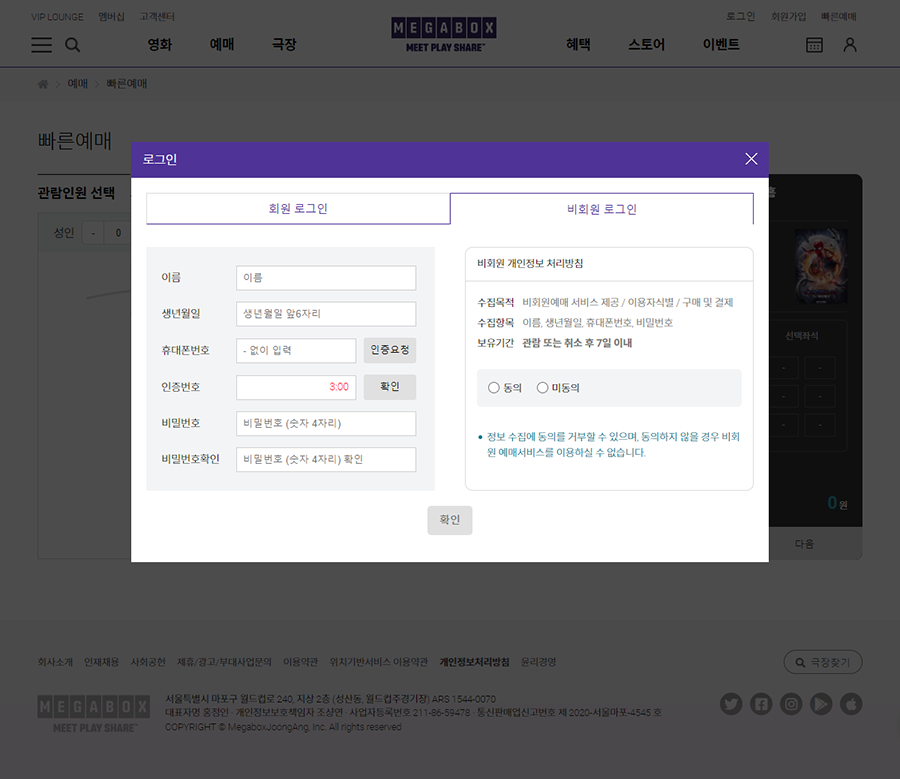 VIP LOUNGE 멤버십 고객센터
로그인 회원가입 빠른예매
영화 예매 극장
MEGABOX
MEET PLAY SHARE™
혜택 스토어 이벤트
예매 > 빠른예매
빠른예매
관람인원 선택
성인 - 0
로그인
회원 로그인
비회원 로그인
이름 이름
생년월일 생년월일 앞6자리
휴대폰번호 - 없이 입력 인증요청
인증번호 3:00 확인
비밀번호 비밀번호 (숫자 4자리)
비밀번호확인 비밀번호 (숫자 4자리) 확인
비회원 개인정보 처리방침
수집목적 비회원예매 서비스 제공 / 이용자식별 / 구매 및 결제
수집항목 이름, 생년월일, 휴대폰번호, 비밀번호
보유기간 관람 또는 취소 후 7일 이내
동의 미동의
• 정보 수집에 동의를 거부할 수 있으며, 동의하지 않을 경우 비회
원 예매서비스를 이용하실 수 없습니다.
확인
선택좌석
- -
- -
- -
0 원
다음
회사소개 인재채용 사회공헌 제휴/광고/부대사업문의 이용약관 위치기반서비스 이용약관 개인정보처리방침 윤리경영
극장찾기
MEGABOX
MEET PLAY SHARE™
서울특별시 마포구 월드컵로 240, 지상 2층 (성산동, 월드컵주경기장) ARS 1544-0070
대표자명 홍정인 · 개인정보보호책임자 조상연 · 사업자등록번호 211-86-59478 · 통신판매업신고번호 제 2020-서울마포-4545 호
COPYRIGHT © MegaboxJoongAng, Inc. All rights reserved